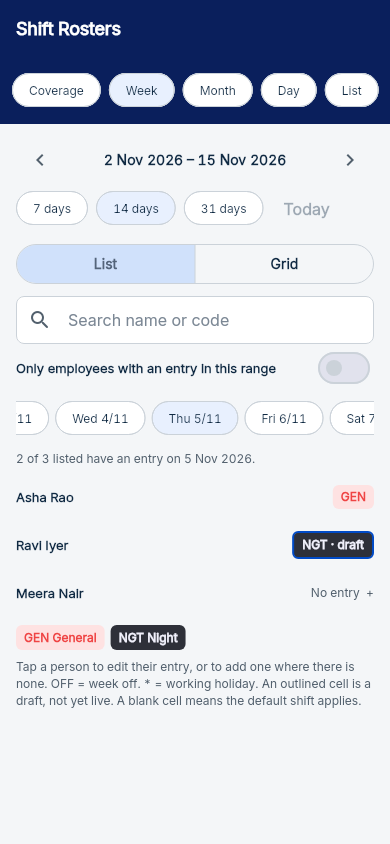 Shift Rosters
Coverage Week Month Day List
2 Nov 2026 – 15 Nov 2026
7 days 14 days 31 days Today
List Grid
Search name or code
Only employees with an entry in this range
11 Wed 4/11 Thu 5/11 Fri 6/11 Sat 7
2 of 3 listed have an entry on 5 Nov 2026.
Asha Rao GEN
Ravi Iyer NGT · draft
Meera Nair No entry +
GEN General NGT Night
Tap a person to edit their entry, or to add one where there is
none. OFF = week off. * = working holiday. An outlined cell is a
draft, not yet live. A blank cell means the default shift applies.